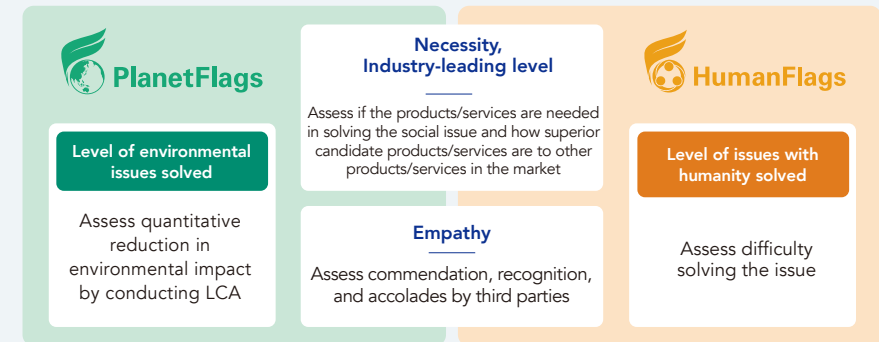 PlanetFlags
Level of environmental
issues solved
Assess quantitative
reduction in
environmental impact
by conducting LCA
Necessity,
Industry-leading level
Assess if the products/services are needed
in solving the social issue and how superior
candidate products/services are to other
products/services in the market
Empathy
Assess commendation, recognition,
and accolades by third parties
HumanFlags
Level of issues with
humanity solved
Assess difficulty
solving the issue